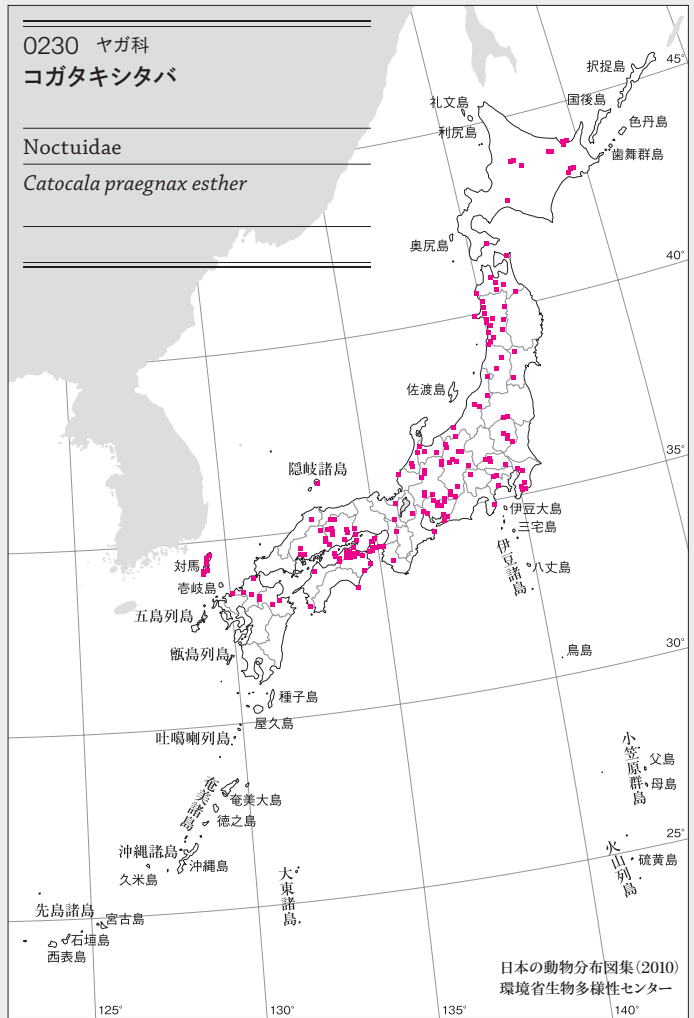 0230 ヤガ科
コガタキシタバ
Noctuidae
Catocala praegnax esther
択捉島
45°
国後島
礼文島
色丹島
利尻島
歯舞群島
奥尻島
40°
佐渡島
35°
隠岐諸島
伊豆大島
三宅島
伊豆諸島
八丈島
対馬
壱岐島
五島列島
甑島列島
鳥島
30°
種子島
屋久島
吐噶喇列島
小笠原群島
父島
母島
奄美諸島
奄美大島
徳之島
25°
沖縄諸島
沖縄島
久米島
火山列島
硫黄島
大東諸島
先島諸島
宮古島
石垣島
西表島
日本の動物分布図集(2010)
環境省生物多様性センター
125°
130°
135°
140°